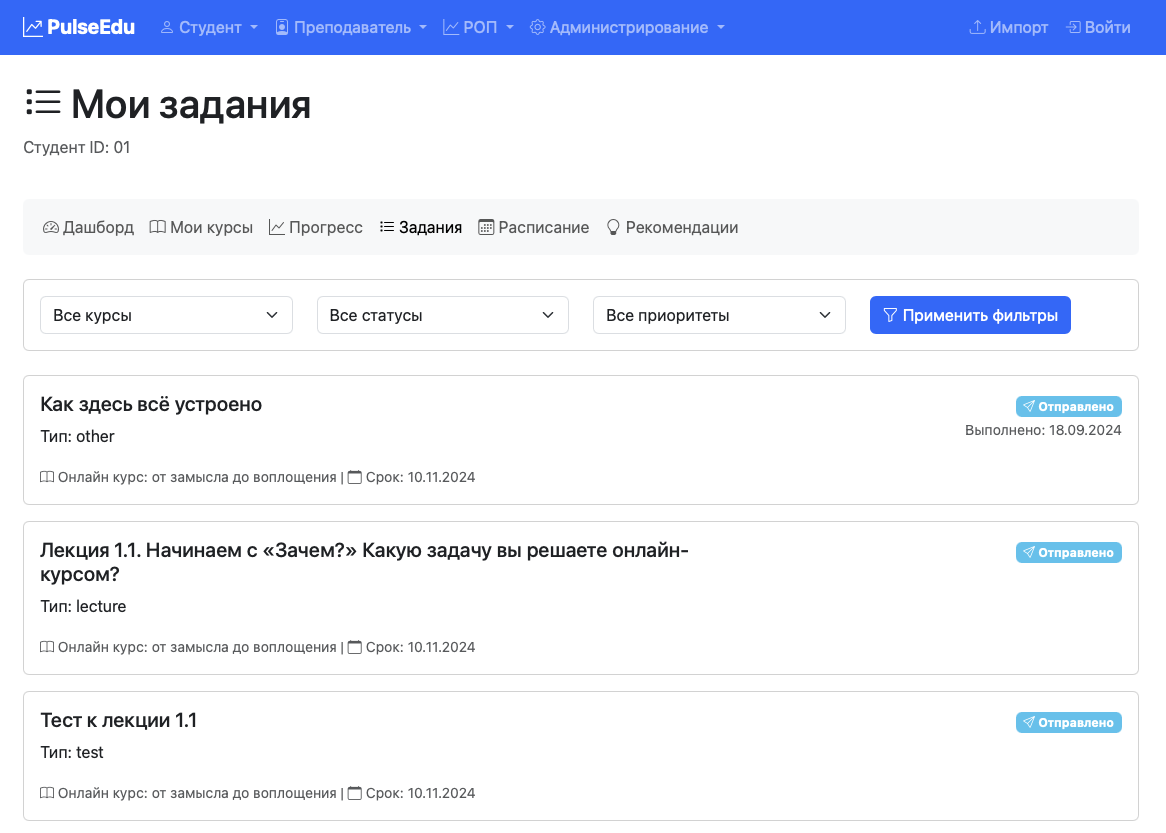 PulseEdu Студент Преподаватель РОП Администрирование Импорт Войти
Мои задания
Студент ID: 01
Дашборд Мои курсы Прогресс Задания Расписание Рекомендации
Все курсы Все статусы Все приоритеты Применить фильтры
Как здесь всё устроено
Отправлено
Тип: other
Выполнено: 18.09.2024
Онлайн курс: от замысла до воплощения | Срок: 10.11.2024
Лекция 1.1. Начинаем с «Зачем?» Какую задачу вы решаете онлайн-
курсом?
Отправлено
Тип: lecture
Онлайн курс: от замысла до воплощения | Срок: 10.11.2024
Тест к лекции 1.1
Отправлено
Тип: test
Онлайн курс: от замысла до воплощения | Срок: 10.11.2024